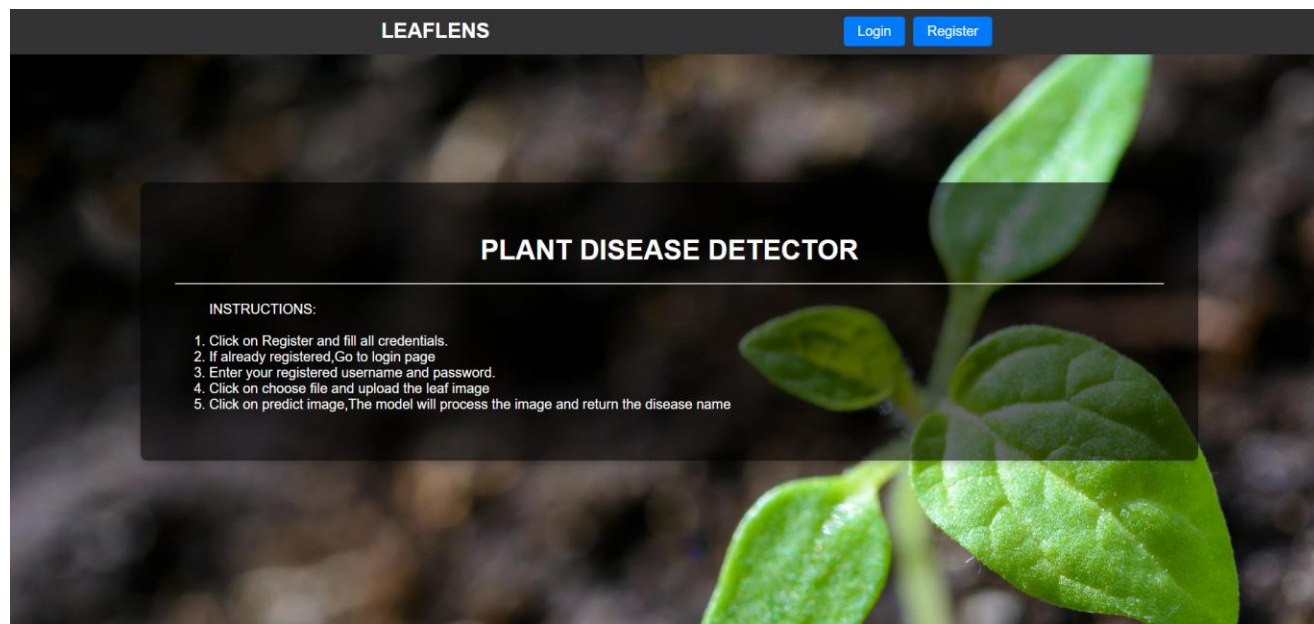 LEAFLENS
Login
Register
PLANT DISEASE DETECTOR
INSTRUCTIONS:
1. Click on Register and fill all credentials.
2. If already registered,Go to login page
3. Enter your registered username and password.
4. Click on choose file and upload the leaf image
5. Click on predict image,The model will process the image and return the disease name